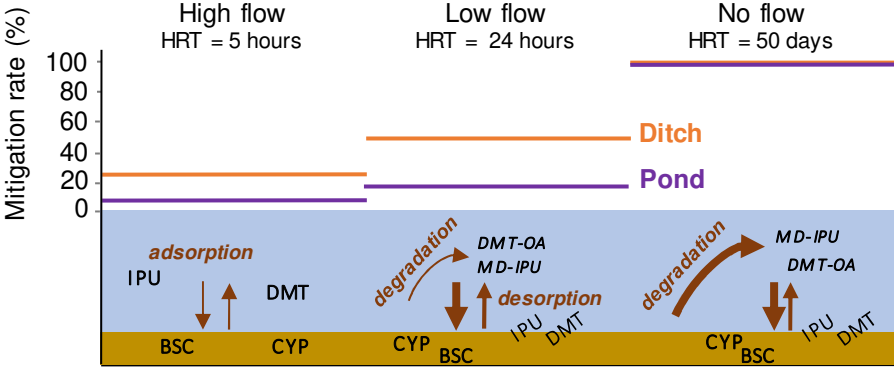 High flow
HRT = 5 hours
Low flow
HRT = 24 hours
No flow
HRT = 50 days
Mitigation rate (%)
100
80
60
40
20
0
Ditch
Pond
adsorption
IPU
DMT
BSC
CYP
degradation
DMT-OA
MD-IPU
desorption
IPU
DMT
CYP
BSC
degradation
MD-IPU
DMT-OA
IPU
DMT
CYP
BSC